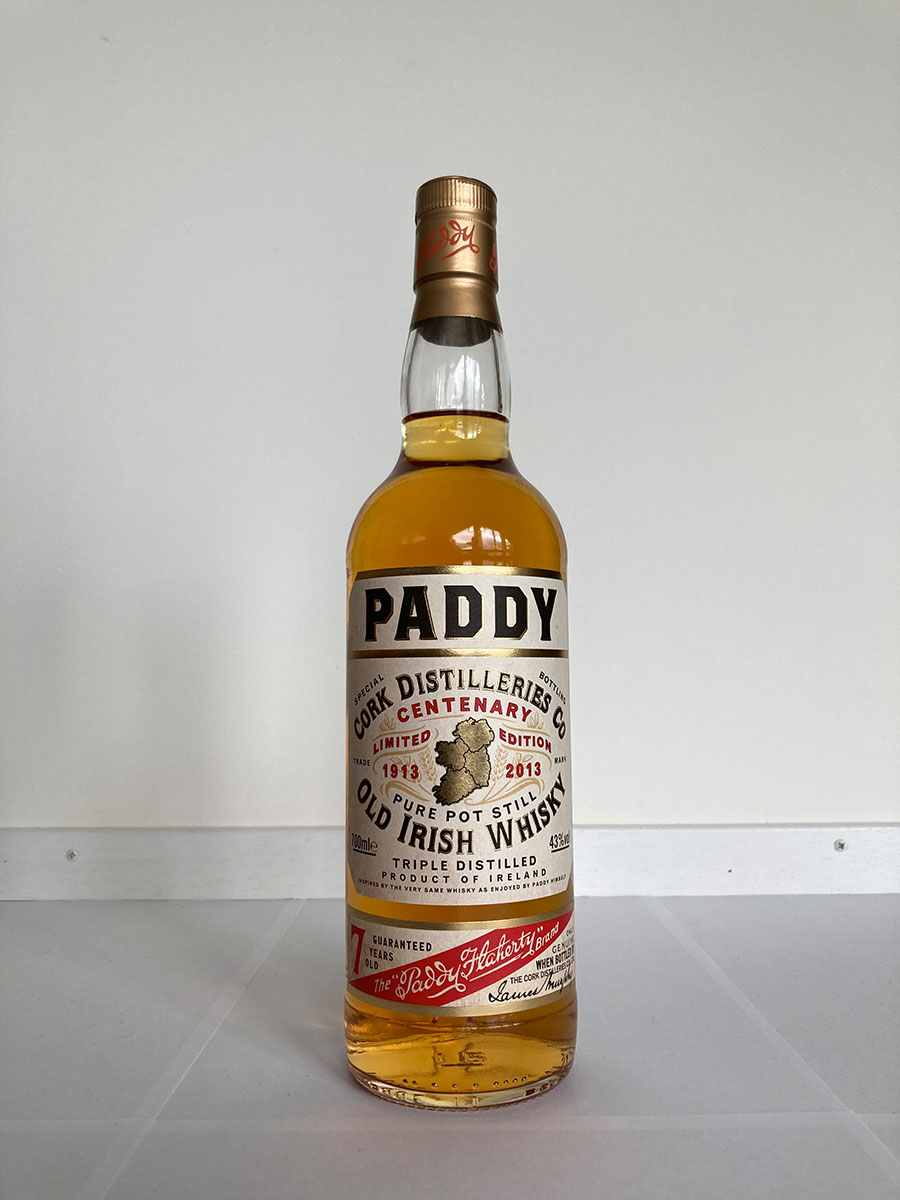 Paddy
PADDY
SPECIAL BOTTLING
CORK DISTILLERIES Co
CENTENARY
LIMITED EDITION
TRADE MARK
1913 2013
PURE POT STILL
OLD IRISH WHISKY
700ml℮ 43%vol
TRIPLE DISTILLED
PRODUCT OF IRELAND
INSPIRED BY THE VERY SAME WHISKY AS ENJOYED BY PADDY HIMSELF
7 GUARANTEED
YEARS
OLD
The "Paddy Flaherty" Brand
WHEN BOTTLED
THE CORK DISTILLERIES
James